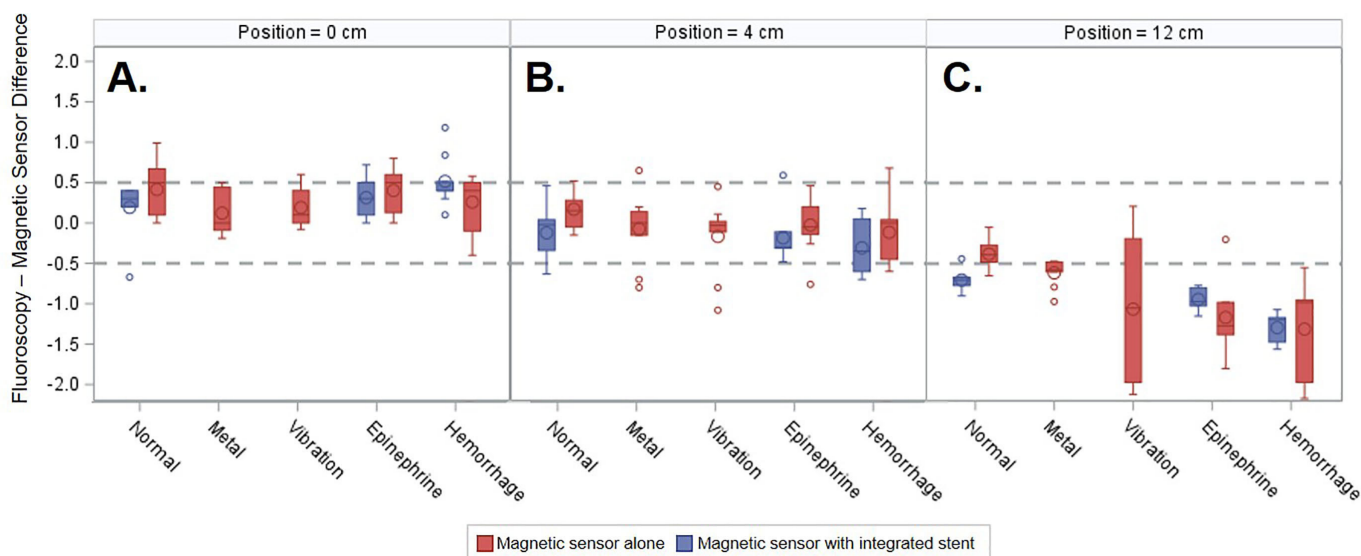 Position = 0 cm
Position = 4 cm
Position = 12 cm
Fluoroscopy – Magnetic Sensor Difference
A.
B.
C.
2.0
1.5
1.0
0.5
0.0
-0.5
-1.0
-1.5
-2.0
Normal
Metal
Vibration
Epinephrine
Hemorrhage
Normal
Metal
Vibration
Epinephrine
Hemorrhage
Normal
Metal
Vibration
Epinephrine
Hemorrhage
Magnetic sensor alone
Magnetic sensor with integrated stent